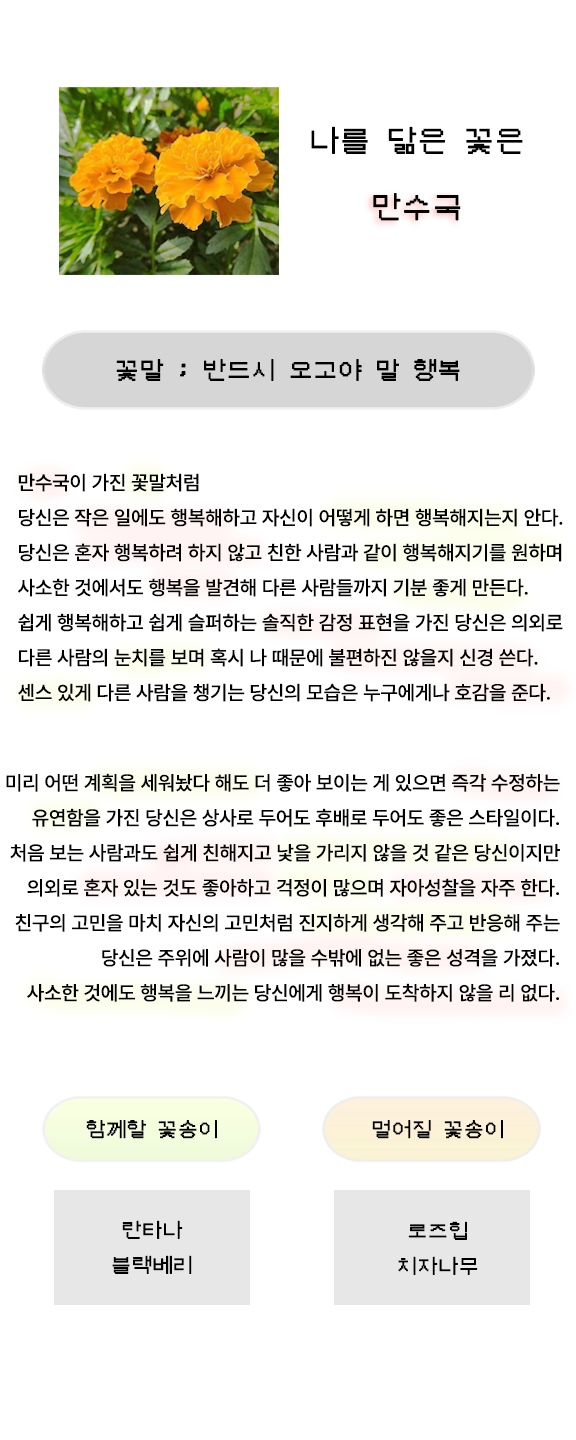 나를 닮은 꽃은
만수국
꽃말 ; 반드시 오고야 말 행복
만수국이 가진 꽃말처럼
당신은 작은 일에도 행복해하고 자신이 어떻게 하면 행복해지는지 안다.
당신은 혼자 행복하려 하지 않고 친한 사람과 같이 행복해지기를 원하며
사소한 것에서도 행복을 발견해 다른 사람들까지 기분 좋게 만든다.
쉽게 행복해하고 쉽게 슬퍼하는 솔직한 감정 표현을 가진 당신은 의외로
다른 사람의 눈치를 보며 혹시 나 때문에 불편하진 않을지 신경 쓴다.
센스 있게 다른 사람을 챙기는 당신의 모습은 누구에게나 호감을 준다.
미리 어떤 계획을 세워놨다 해도 더 좋아 보이는 게 있으면 즉각 수정하는
유연함을 가진 당신은 상사로 두어도 후배로 두어도 좋은 스타일이다.
처음 보는 사람과도 쉽게 친해지고 낯을 가리지 않을 것 같은 당신이지만
의외로 혼자 있는 것도 좋아하고 걱정이 많으며 자아성찰을 자주 한다.
친구의 고민을 마치 자신의 고민처럼 진지하게 생각해 주고 반응해 주는
당신은 주위에 사람이 많을 수밖에 없는 좋은 성격을 가졌다.
사소한 것에도 행복을 느끼는 당신에게 행복이 도착하지 않을 리 없다.
함께할 꽃송이
란타나
블랙베리
멀어질 꽃송이
로즈힙
치자나무